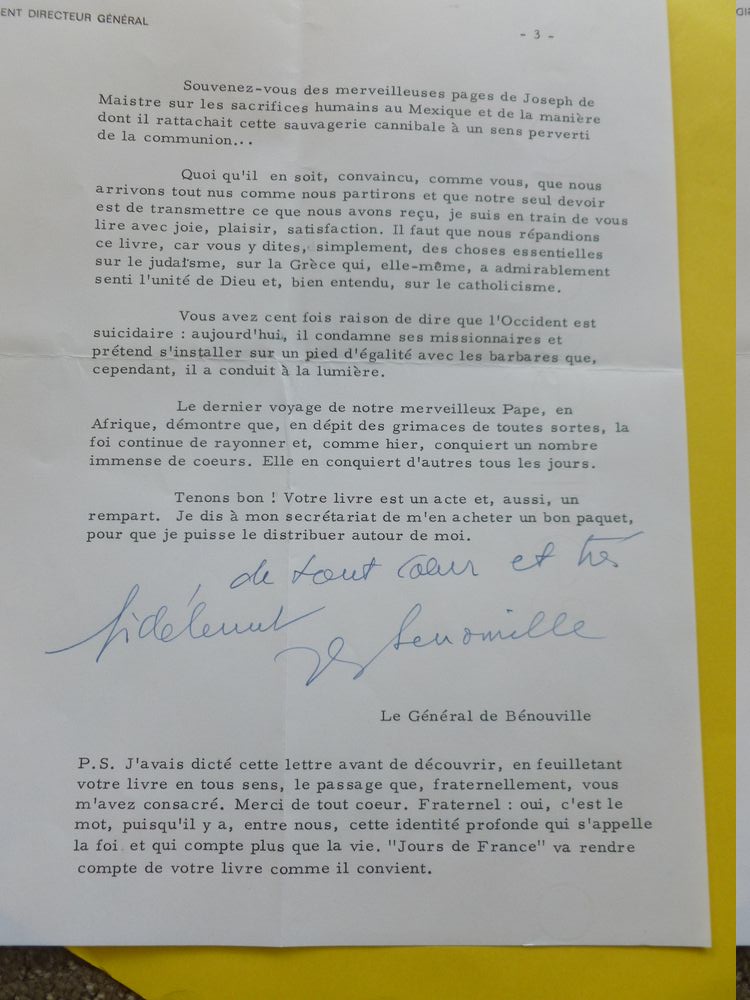 ENT DIRECTEUR GÉNÉRAL
- 3 -
Souvenez-vous des merveilleuses pages de Joseph de
Maistre sur les sacrifices humains au Mexique et de la manière
dont il rattachait cette sauvagerie cannibale à un sens perverti
de la communion...
Quoi qu'il en soit, convaincu, comme vous, que nous
arrivons tout nus comme nous partirons et que notre seul devoir
est de transmettre ce que nous avons reçu, je suis en train de vous
lire avec joie, plaisir, satisfaction. Il faut que nous répandions
ce livre, car vous y dites, simplement, des choses essentielles
sur le judaïsme, sur la Grèce qui, elle-même, a admirablement
senti l'unité de Dieu et, bien entendu, sur le catholicisme.
Vous avez cent fois raison de dire que l'Occident est
suicidaire : aujourd'hui, il condamne ses missionnaires et
prétend s'installer sur un pied d'égalité avec les barbares que,
cependant, il a conduit à la lumière.
Le dernier voyage de notre merveilleux Pape, en
Afrique, démontre que, en dépit des grimaces de toutes sortes, la
foi continue de rayonner et, comme hier, conquiert un nombre
immense de coeurs. Elle en conquiert d'autres tous les jours.
Tenons bon ! Votre livre est un acte et, aussi, un
rempart. Je dis à mon secrétariat de m'en acheter un bon paquet,
pour que je puisse le distribuer autour de moi.
de tout coeur et très
fidèlement
Benouville
Le Général de Bénouville
P.S. J'avais dicté cette lettre avant de découvrir, en feuilletant
votre livre en tous sens, le passage que, fraternellement, vous
m'avez consacré. Merci de tout coeur. Fraternel : oui, c'est le
mot, puisqu'il y a, entre nous, cette identité profonde qui s'appelle
la foi et qui compte plus que la vie. "Jours de France" va rendre
compte de votre livre comme il convient.